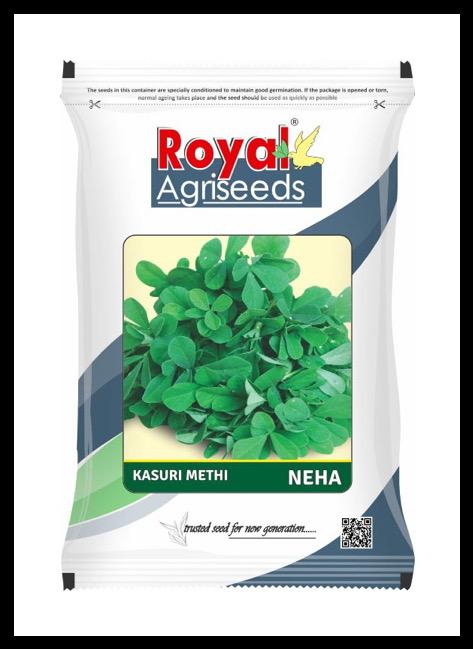 The seeds in this container are specially conditioned to maintain good germination. If the package is opened or torn,
normal ageing takes place and the seed should be used as quickly as possible
Royal®
Agriseeds
KASURI METHI NEHA
trusted seed for new generation......